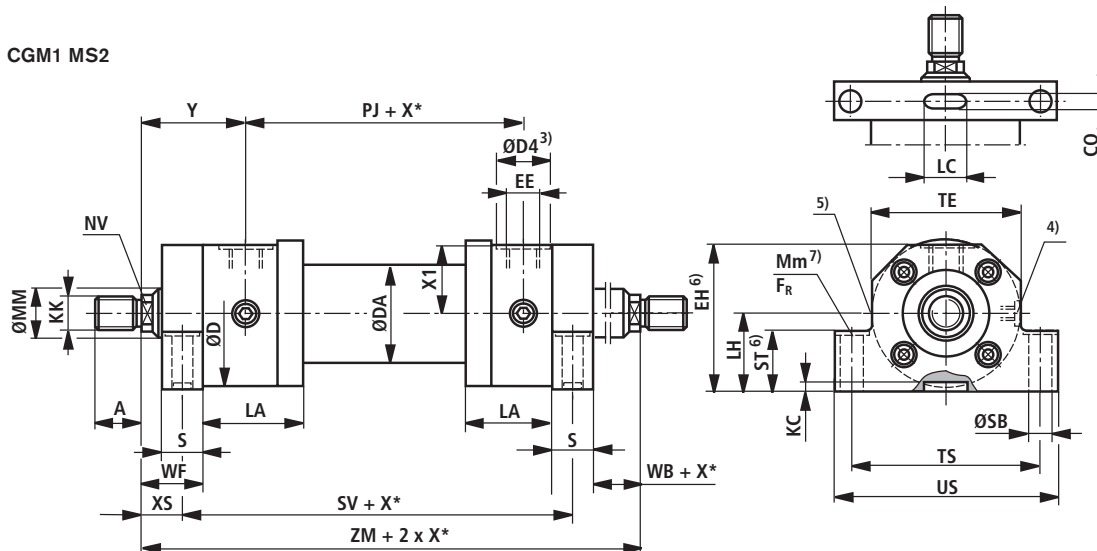 CGM1 MS2
Y
PJ + X*
ØD4 3)
EE
NV
ØMM
KK
ØD
X1
ØDA
A
LA
LA
S
S
WF
WB + X*
XS
SV + X*
ZM + 2 x X*
CO
LC
TE
5)
4)
Mm 7)
FR
EH 6)
LH
ST 6)
KC
ØSB
TS
US